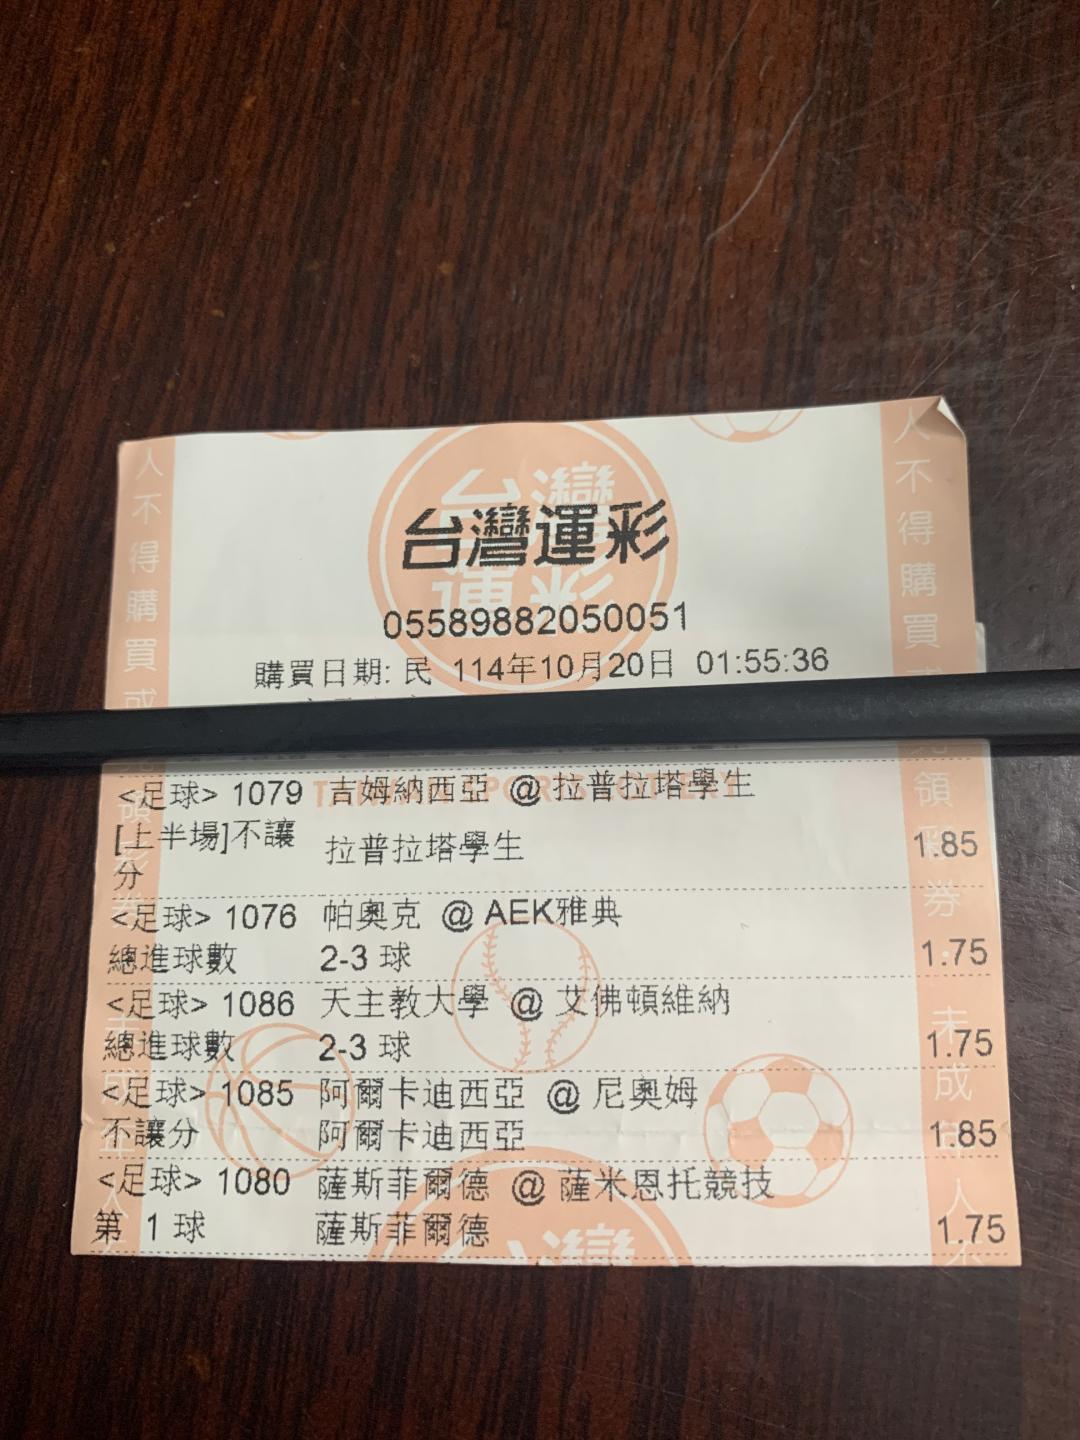 台灣運彩
05589882050051
購買日期: 民 114年10月20日 01:55:36
<足球> 1079 吉姆納西亞 @ 拉普拉塔學生
[上半場]不讓分 拉普拉塔學生 1.85
<足球> 1076 帕奧克 @ AEK雅典
總進球數 2-3 球 1.75
<足球> 1086 天主教大學 @ 艾佛頓維納
總進球數 2-3 球 1.75
<足球> 1085 阿爾卡迪西亞 @ 尼奧姆
不讓分 阿爾卡迪西亞 1.85
<足球> 1080 薩斯菲爾德 @ 薩米恩托競技
第 1 球 薩斯菲爾德 1.75